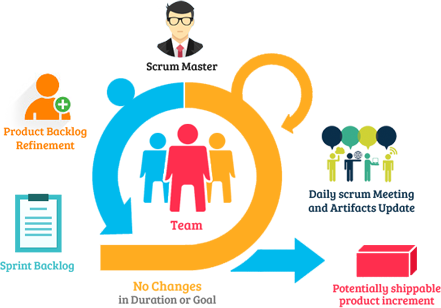 Scrum Master
Product Backlog
Refinement
Team
Daily scrum Meeting
and Artifacts Update
Sprint Backlog
No Changes
in Duration or Goal
Potentially shippable
product increment